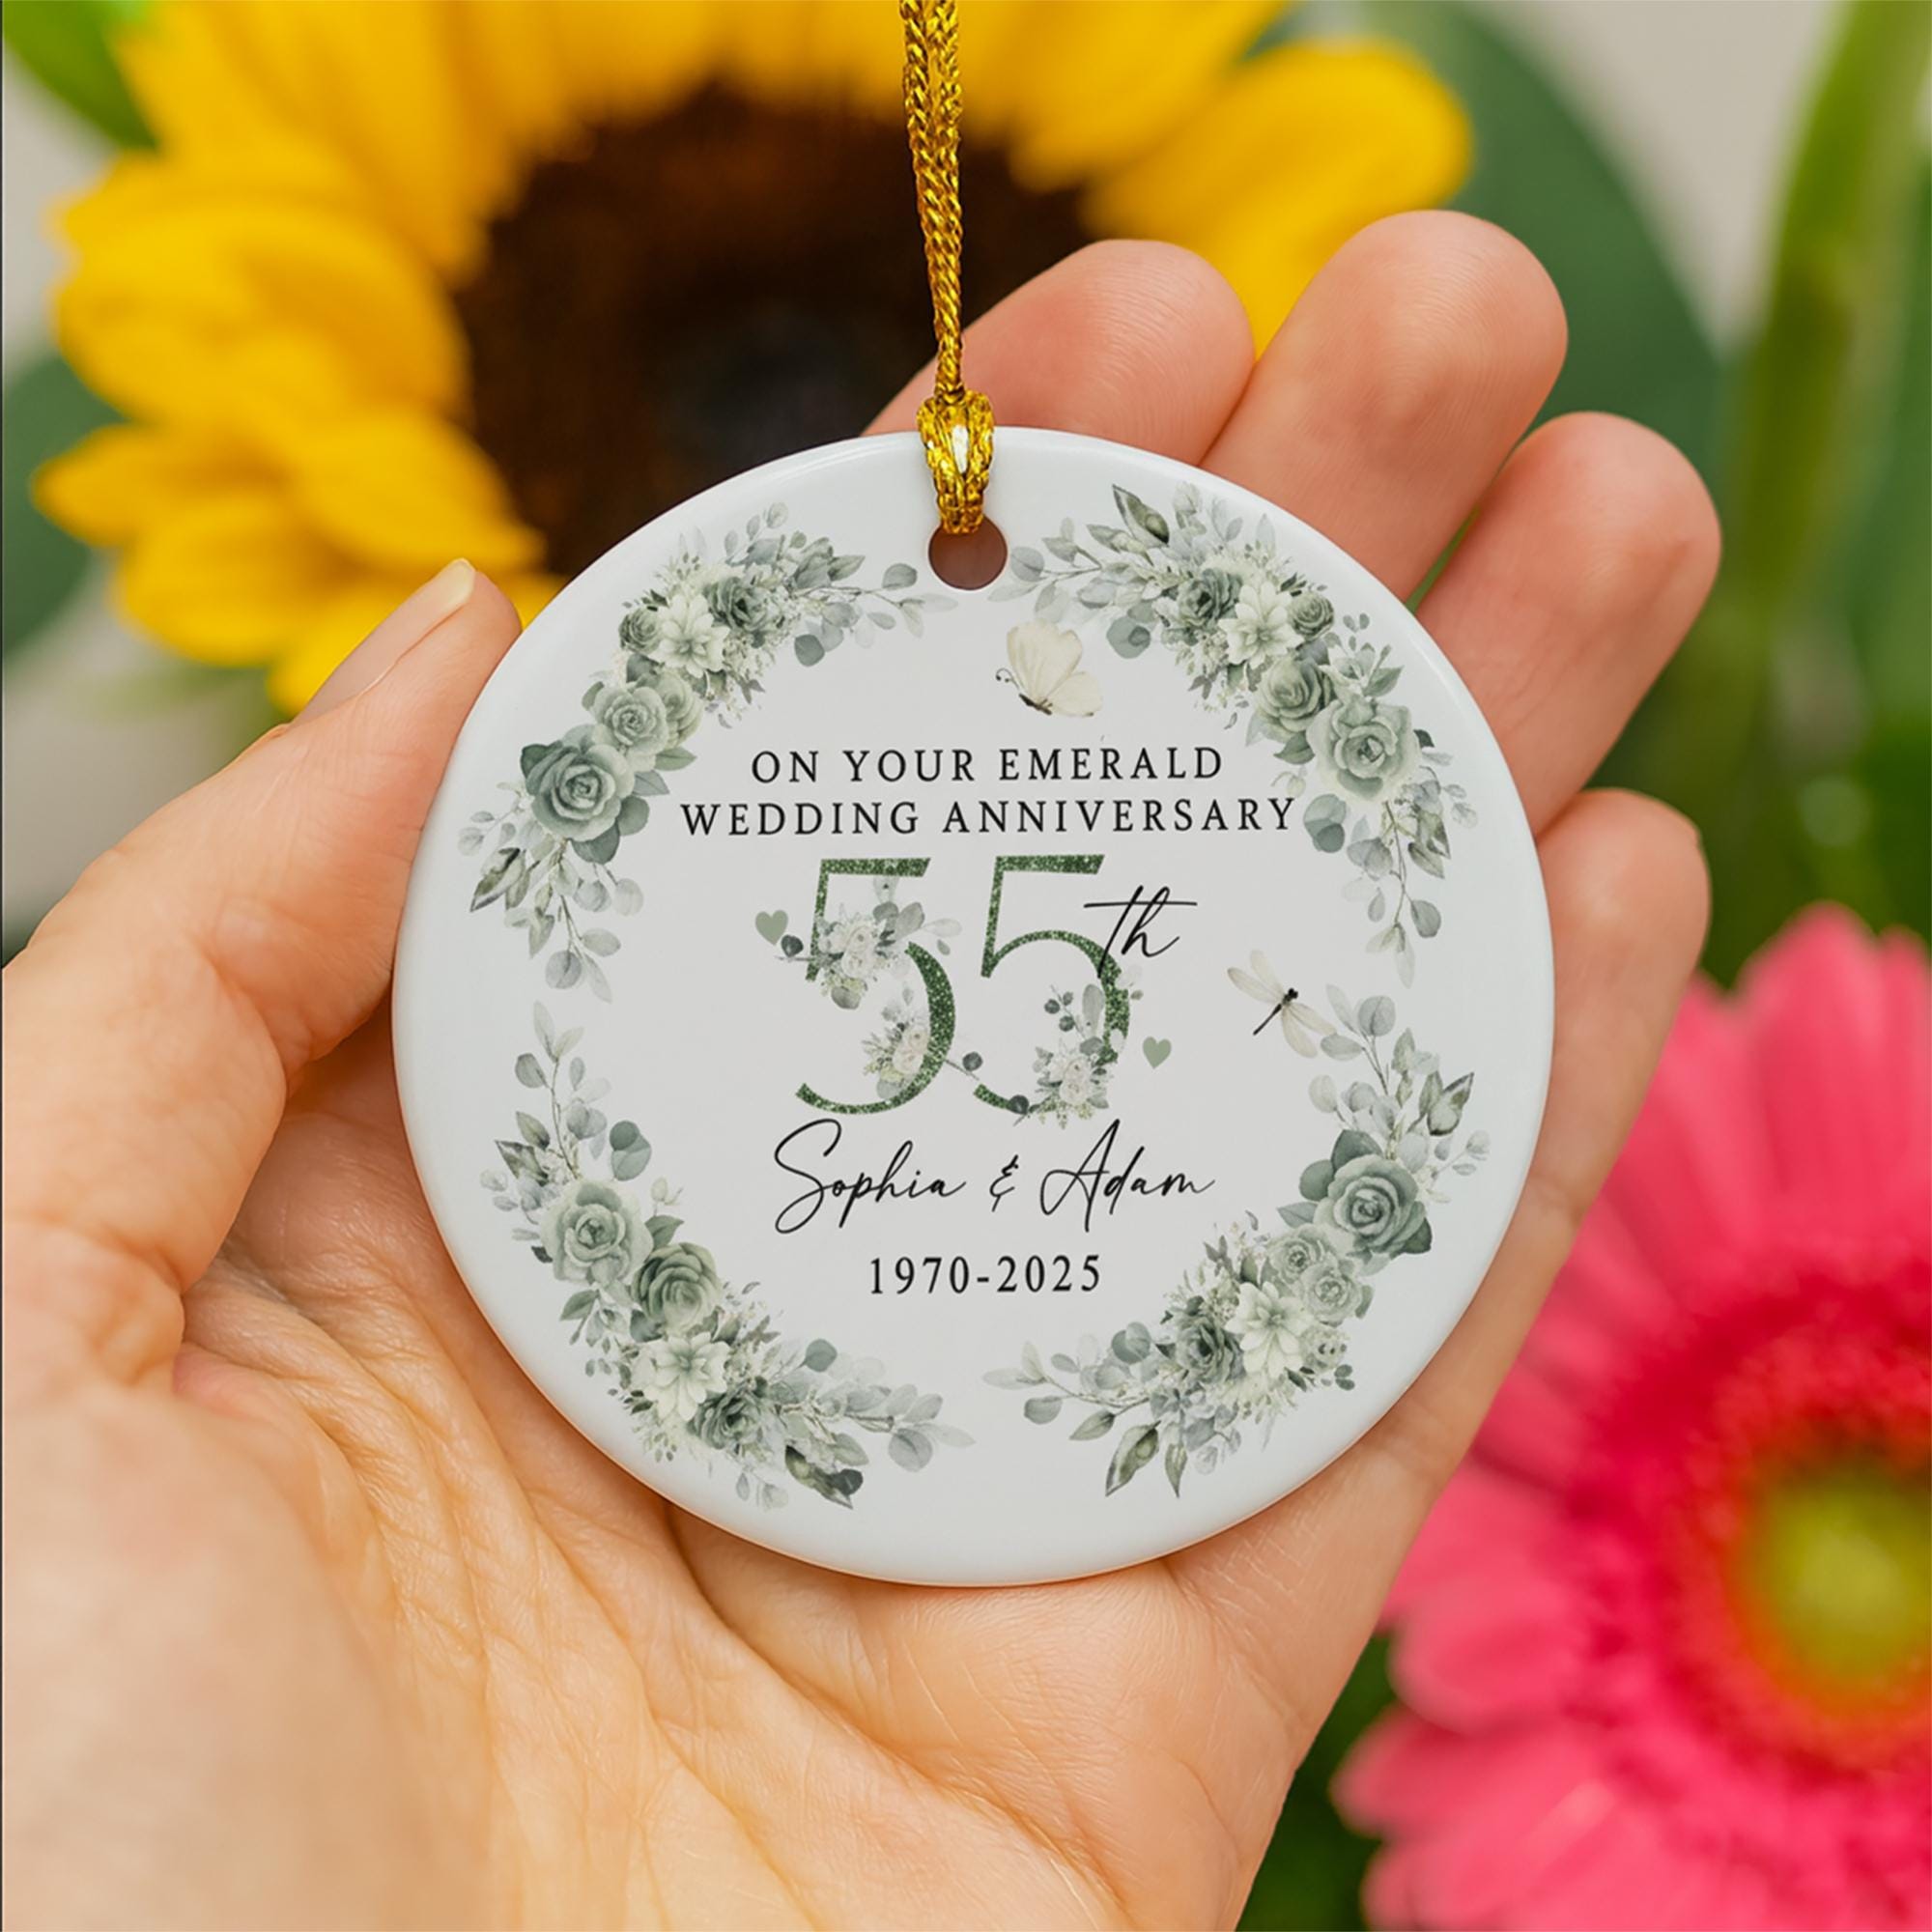 ON YOUR EMERALD
WEDDING ANNIVERSARY
55th
Sophia & Adam
1970-2025